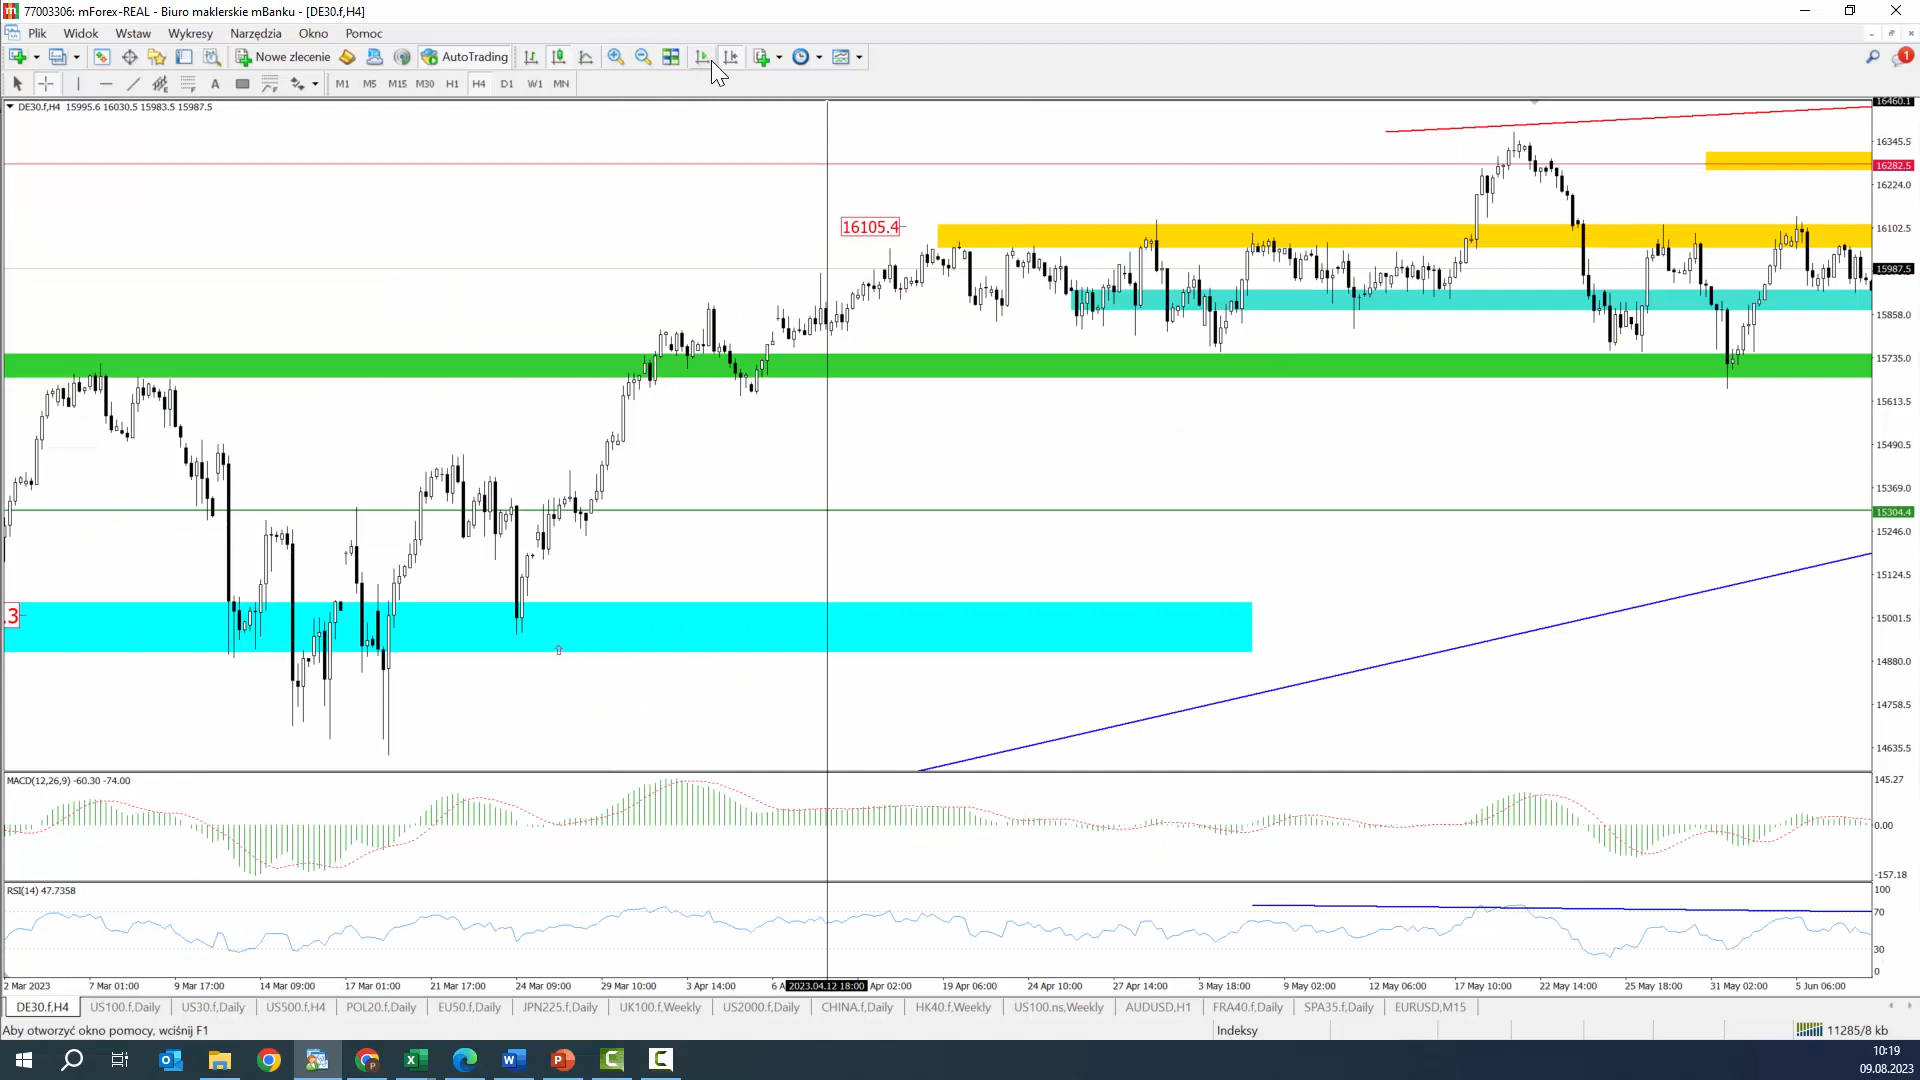 77003306: mForex-REAL - Biuro maklerskie mBanku - [DE30.f,H4]
Plik Widok Wstaw Wykresy Narzędzia Okno Pomoc
Nowe zlecenie AutoTrading 1
A M1 M5 M15 M30 H1 H4 D1 W1 MN
DE30.f,H4 15995.6 16030.5 15983.5 15987.5
16460.1
16345.5
16282.5
16224.0
16105.4
16102.5
15987.5
15858.0
15735.0
15613.5
15490.5
15369.0
15304.4
15246.0
15124.5
.3
15001.5
14880.0
14758.5
14635.5
MACD(12,26,9) -60.30 -74.00
145.27
0.00
-157.18
RSI(14) 47.7358
100
70
30
0
2 Mar 2023 7 Mar 01:00 9 Mar 17:00 14 Mar 09:00 17 Mar 01:00 21 Mar 17:00 24 Mar 09:00 29 Mar 10:00 3 Apr 14:00 6 A 2023.04.12 18:00 Apr 02:00 19 Apr 06:00 24 Apr 10:00 27 Apr 14:00 3 May 18:00 9 May 02:00 12 May 06:00 17 May 10:00 22 May 14:00 25 May 18:00 31 May 02:00 5 Jun 06:00
DE30.f,H4 US100.f,Daily US30.f,Daily US500.f,H4 POL20.f,Daily EU50.f,Daily JPN225.f,Daily UK100.f,Weekly US2000.f,Daily CHINA.f,Daily HK40.f,Weekly US100.ns,Weekly AUDUSD,H1 FRA40.f,Daily SPA35.f,Daily EURUSD,M15
Aby otworzyć okno pomocy, wciśnij F1 Indeksy 11285/8 kb
10:19
09.08.2023